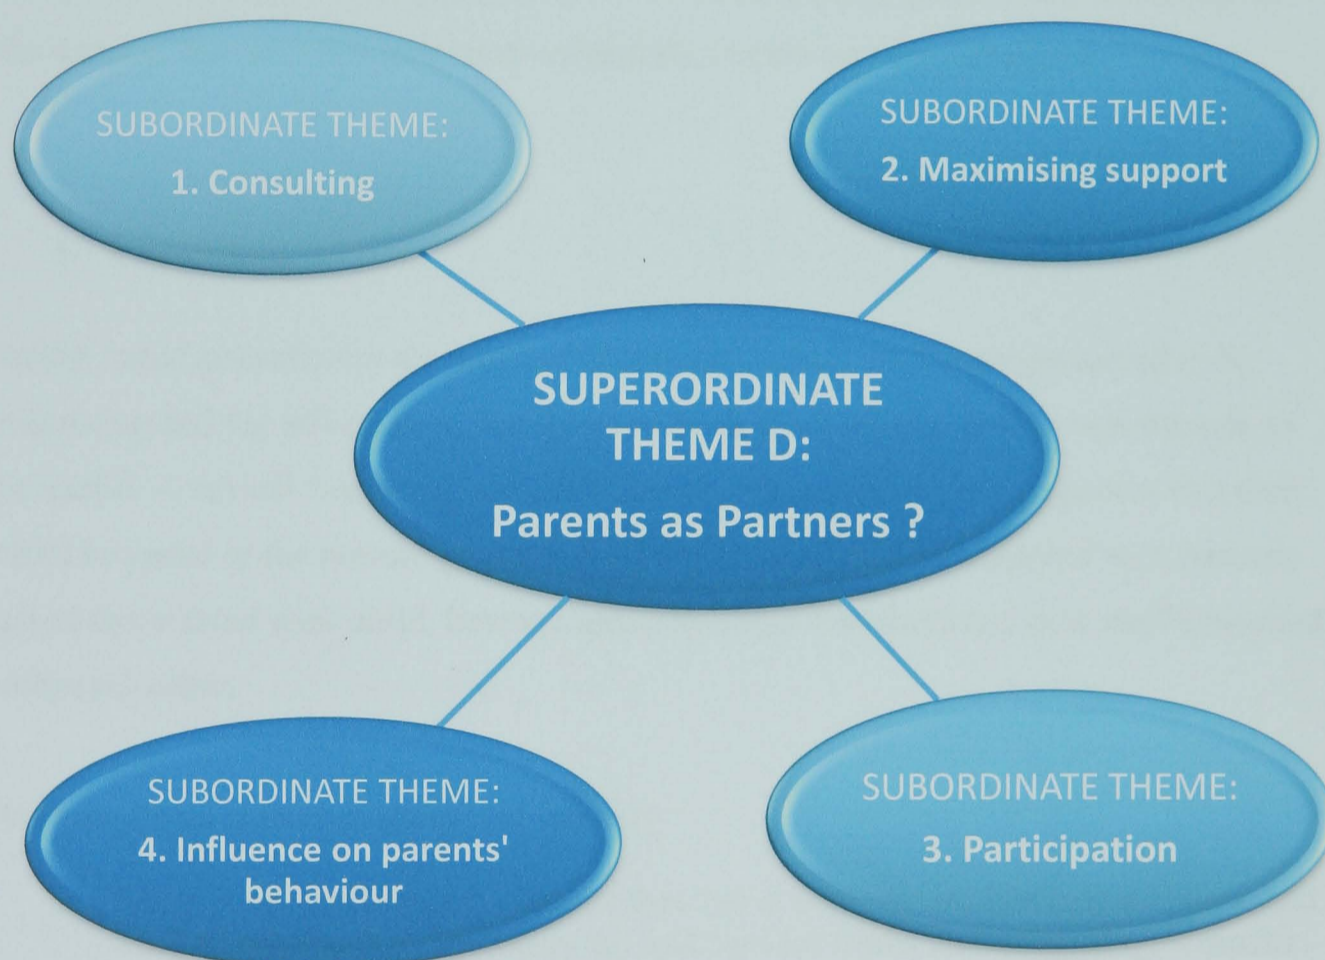 SUBORDINATE THEME:
1. Consulting
SUBORDINATE THEME:
2. Maximising support
SUPERORDINATE
THEME D:
Parents as Partners ?
SUBORDINATE THEME:
4. Influence on parents'
behaviour
SUBORDINATE THEME:
3. Participation